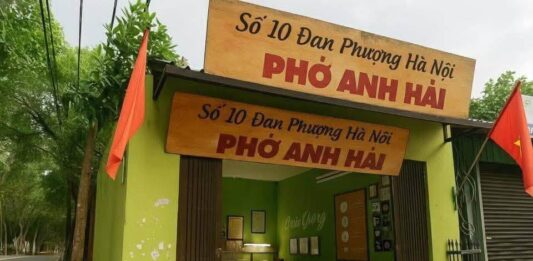 Số 10 Đan Phượng Hà Nội
PHỞ ANH HẢI
Số 10 Đan Phượng Hà Nội
PHỞ ANH HẢI